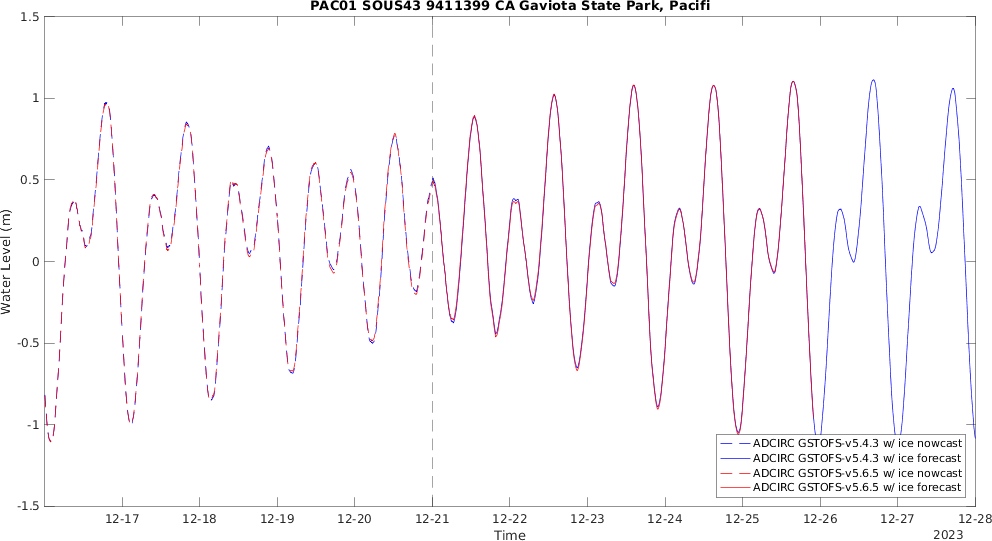 PAC01 SOUS43 9411399 CA Gaviota State Park, Pacifi
1.5
1
0.5
0
-0.5
-1
-1.5
Water Level (m)
12-17
12-18
12-19
12-20
12-21
12-22
12-23
12-24
12-25
12-26
12-27
12-28
Time
2023
ADCIRC GSTOFS-v5.4.3 w/ ice nowcast
ADCIRC GSTOFS-v5.4.3 w/ ice forecast
ADCIRC GSTOFS-v5.6.5 w/ ice nowcast
ADCIRC GSTOFS-v5.6.5 w/ ice forecast